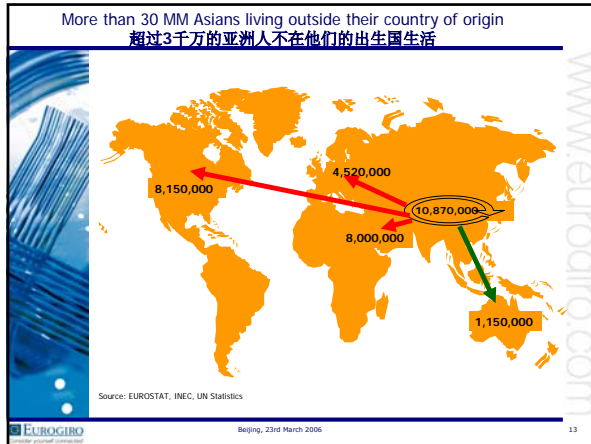 More than 30 MM Asians living outside their country of origin
超过3千万的亚洲人不在他们的出生国生活
www.eurogiro.com
4,520,000
8,150,000
10,870,000
8,000,000
1,150,000
Source: EUROSTAT, INEC, UN Statistics
EUROGIRO
Consider yourself connected
Beijing, 23rd March 2006
13